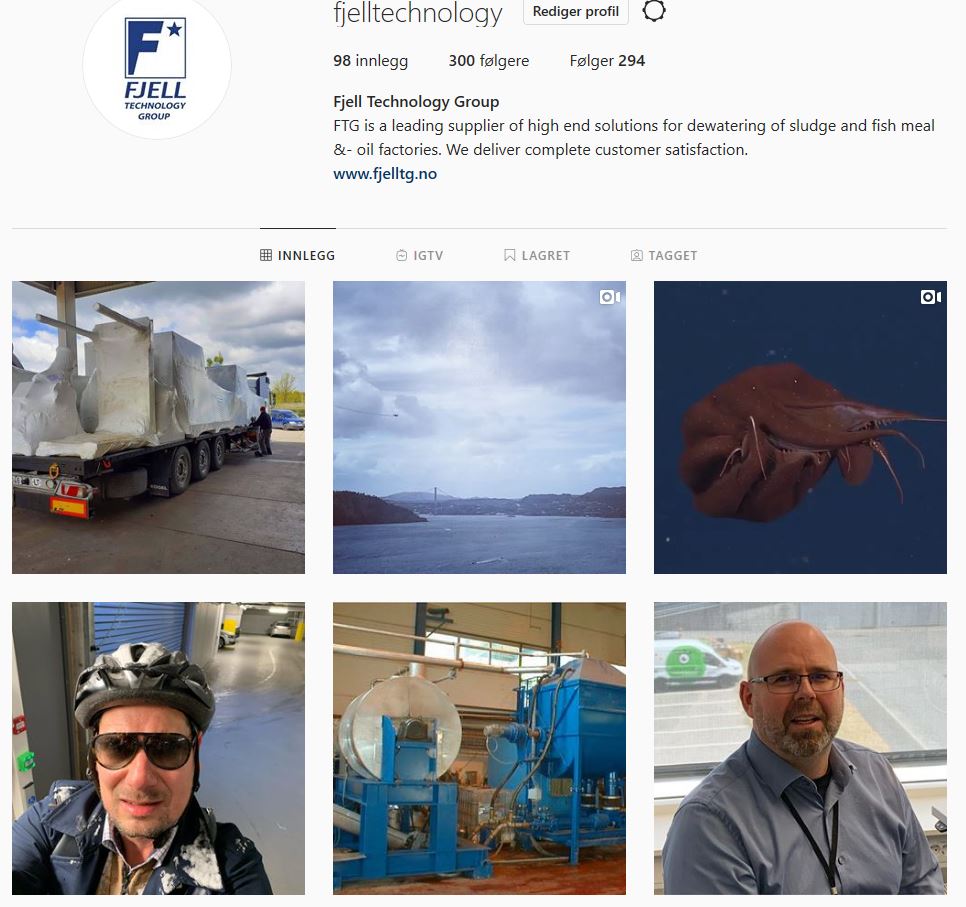 fjelltechnology Rediger profil
98 innlegg 300 følgere Følger 294
F
FJELL
TECHNOLOGY
GROUP
Fjell Technology Group
FTG is a leading supplier of high end solutions for dewatering of sludge and fish meal
&- oil factories. We deliver complete customer satisfaction.
www.fjelltg.no
INNLEGG IGTV LAGRET TAGGET